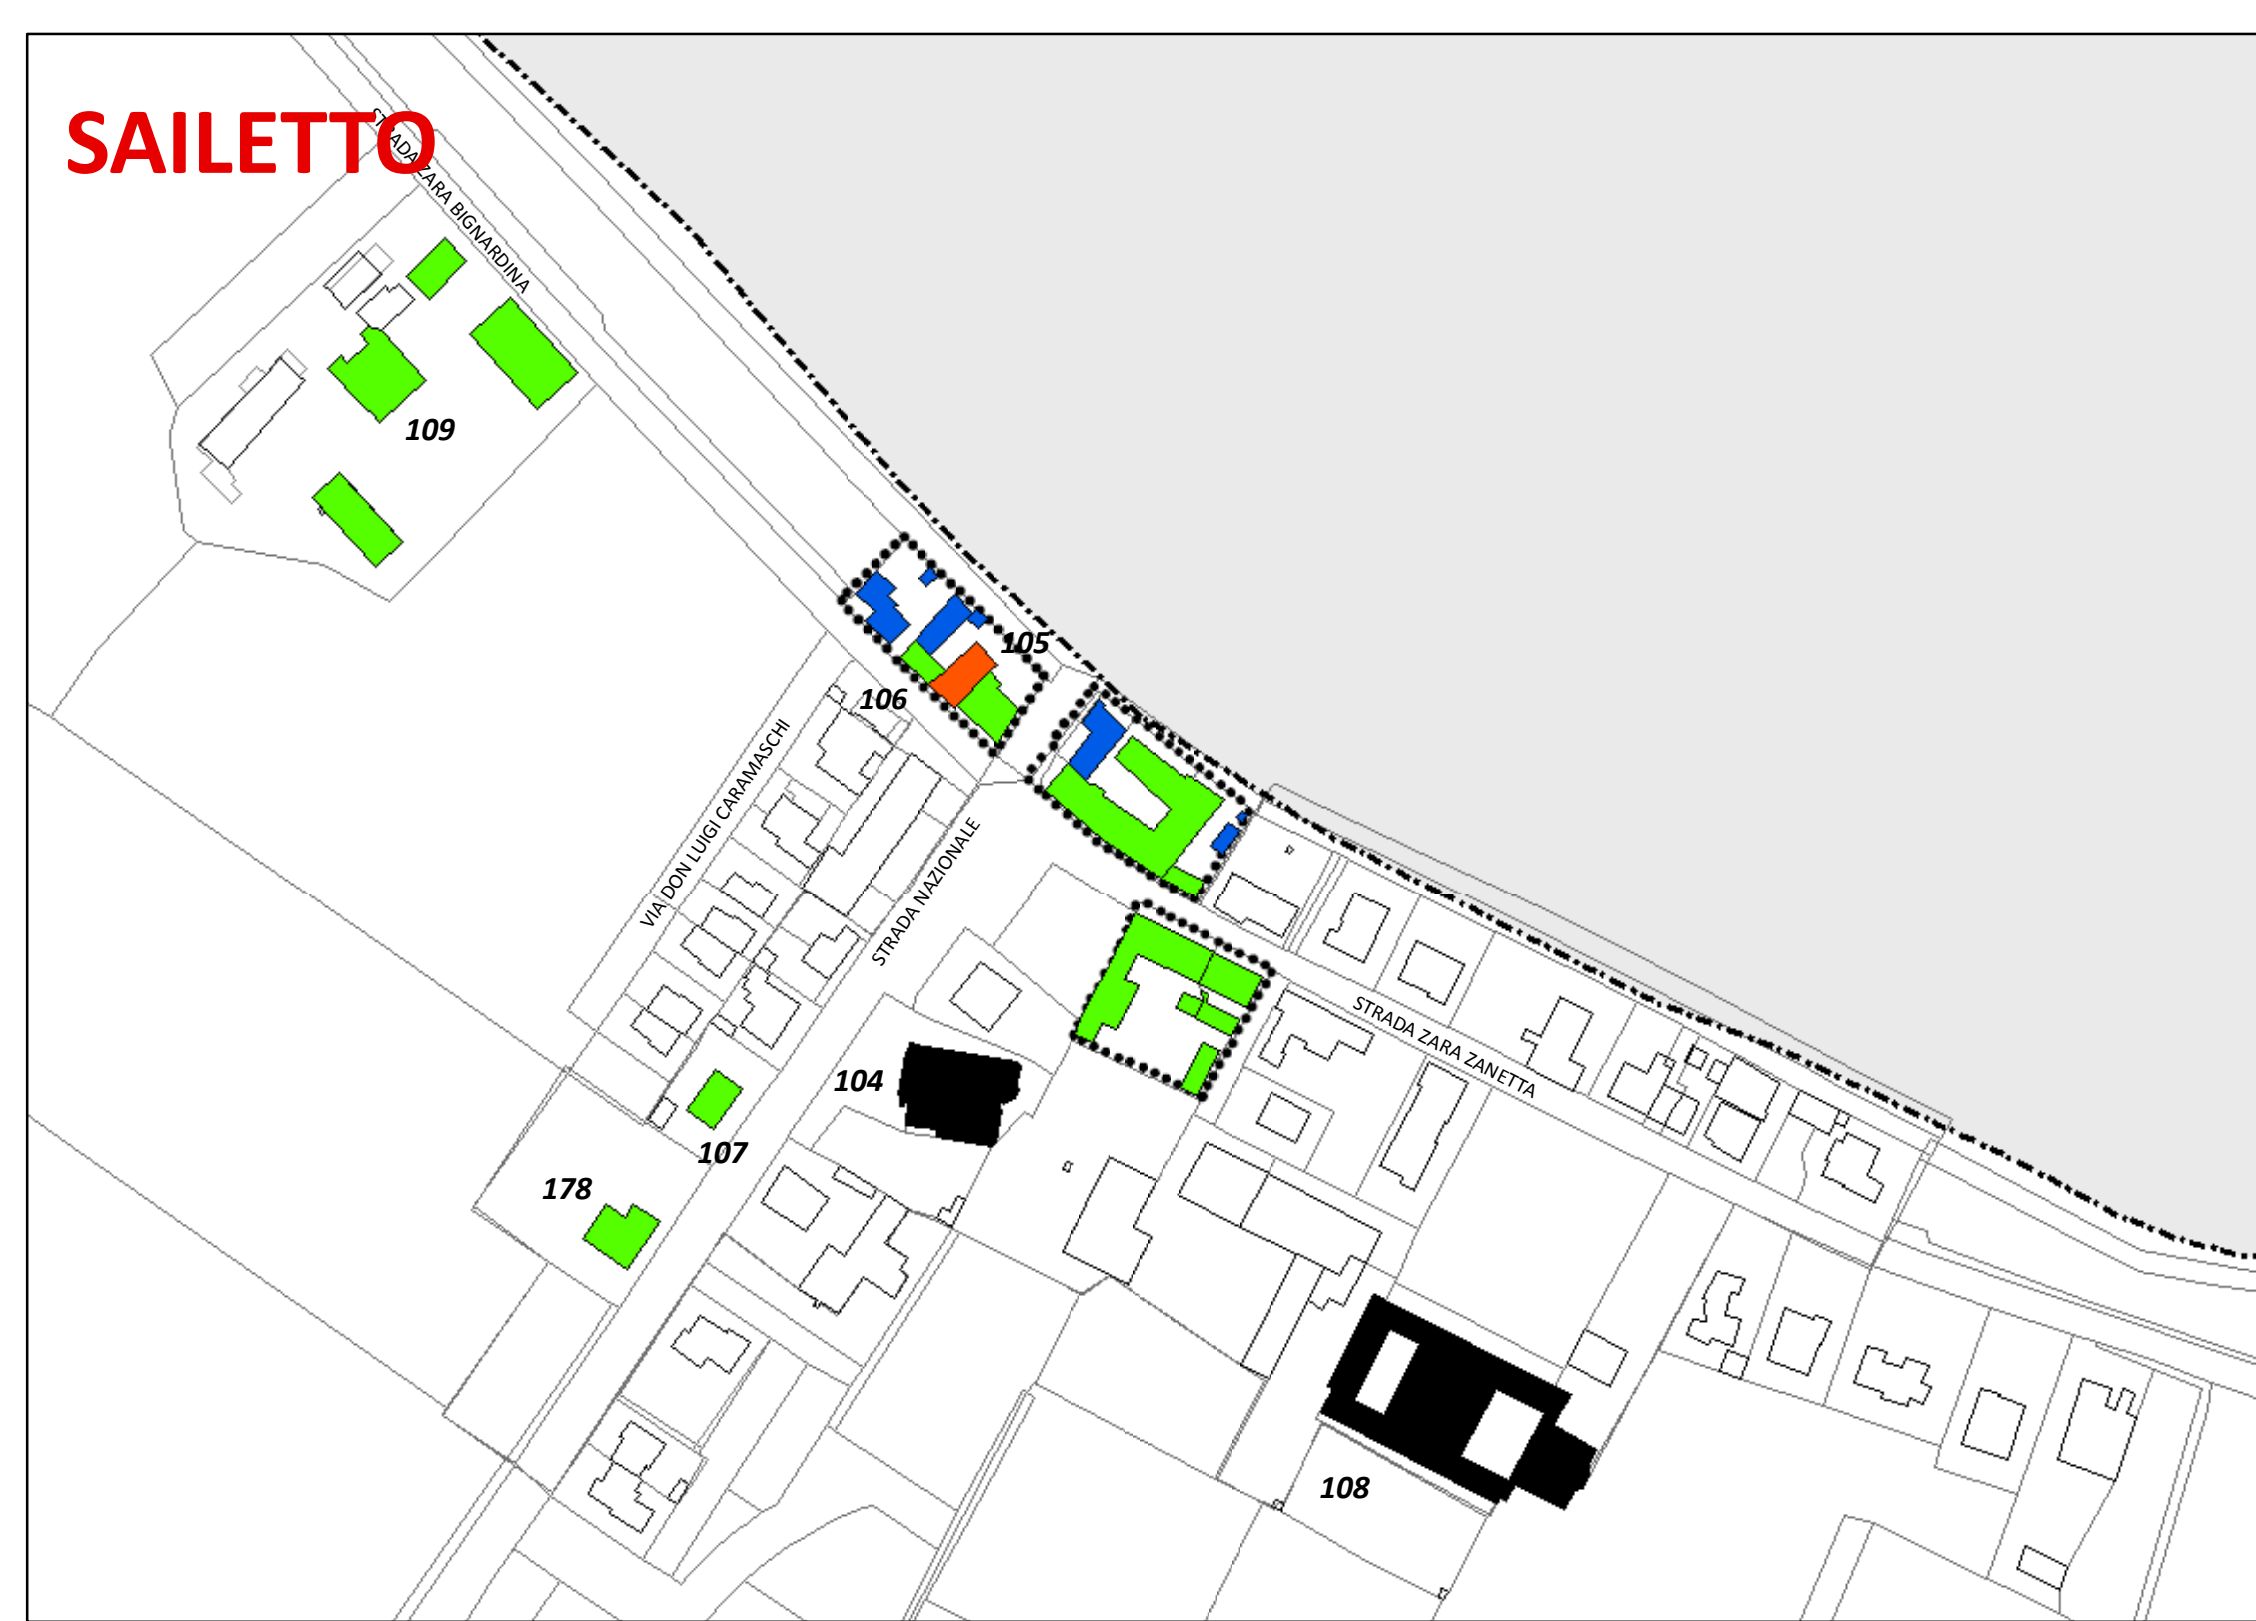 SAILETTO
STRADA ZARA BIGNARDINA
109
105
106
VIA DON LUIGI CARAMASCHI
STRADA NAZIONALE
STRADA ZARA ZANETTA
104
107
178
108